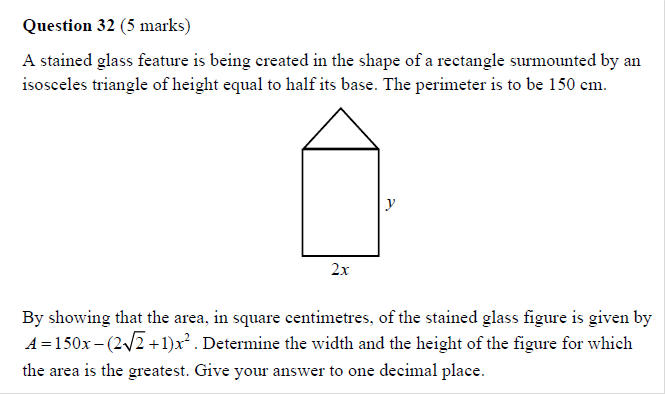 Question 32 (5 marks)
A stained glass feature is being created in the shape of a rectangle surmounted by an
isosceles triangle of height equal to half its base. The perimeter is to be 150 cm.
y
2x
By showing that the area, in square centimetres, of the stained glass figure is given by
A = 150x − (2√2 + 1)x². Determine the width and the height of the figure for which
the area is the greatest. Give your answer to one decimal place.